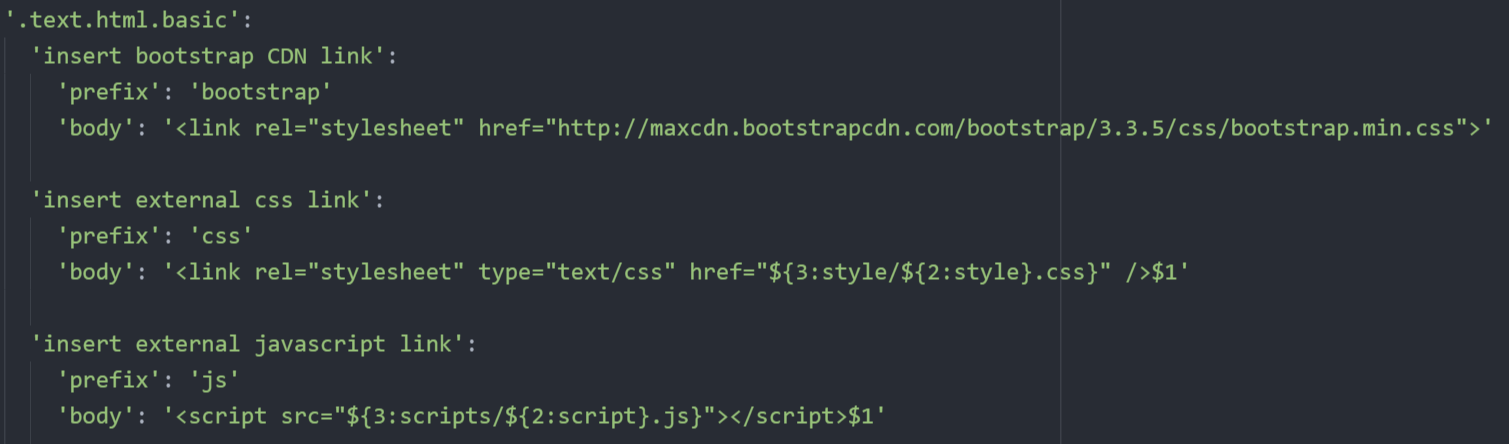 '.text.html.basic':
'insert bootstrap CDN link':
'prefix': 'bootstrap'
'body': '<link rel="stylesheet" href="http://maxcdn.bootstrapcdn.com/bootstrap/3.3.5/css/bootstrap.min.css">'
'insert external css link':
'prefix': 'css'
'body': '<link rel="stylesheet" type="text/css" href="${3:style/${2:style}.css}" />$1'
'insert external javascript link':
'prefix': 'js'
'body': '<script src="${3:scripts/${2:script}.js}"></script>$1'